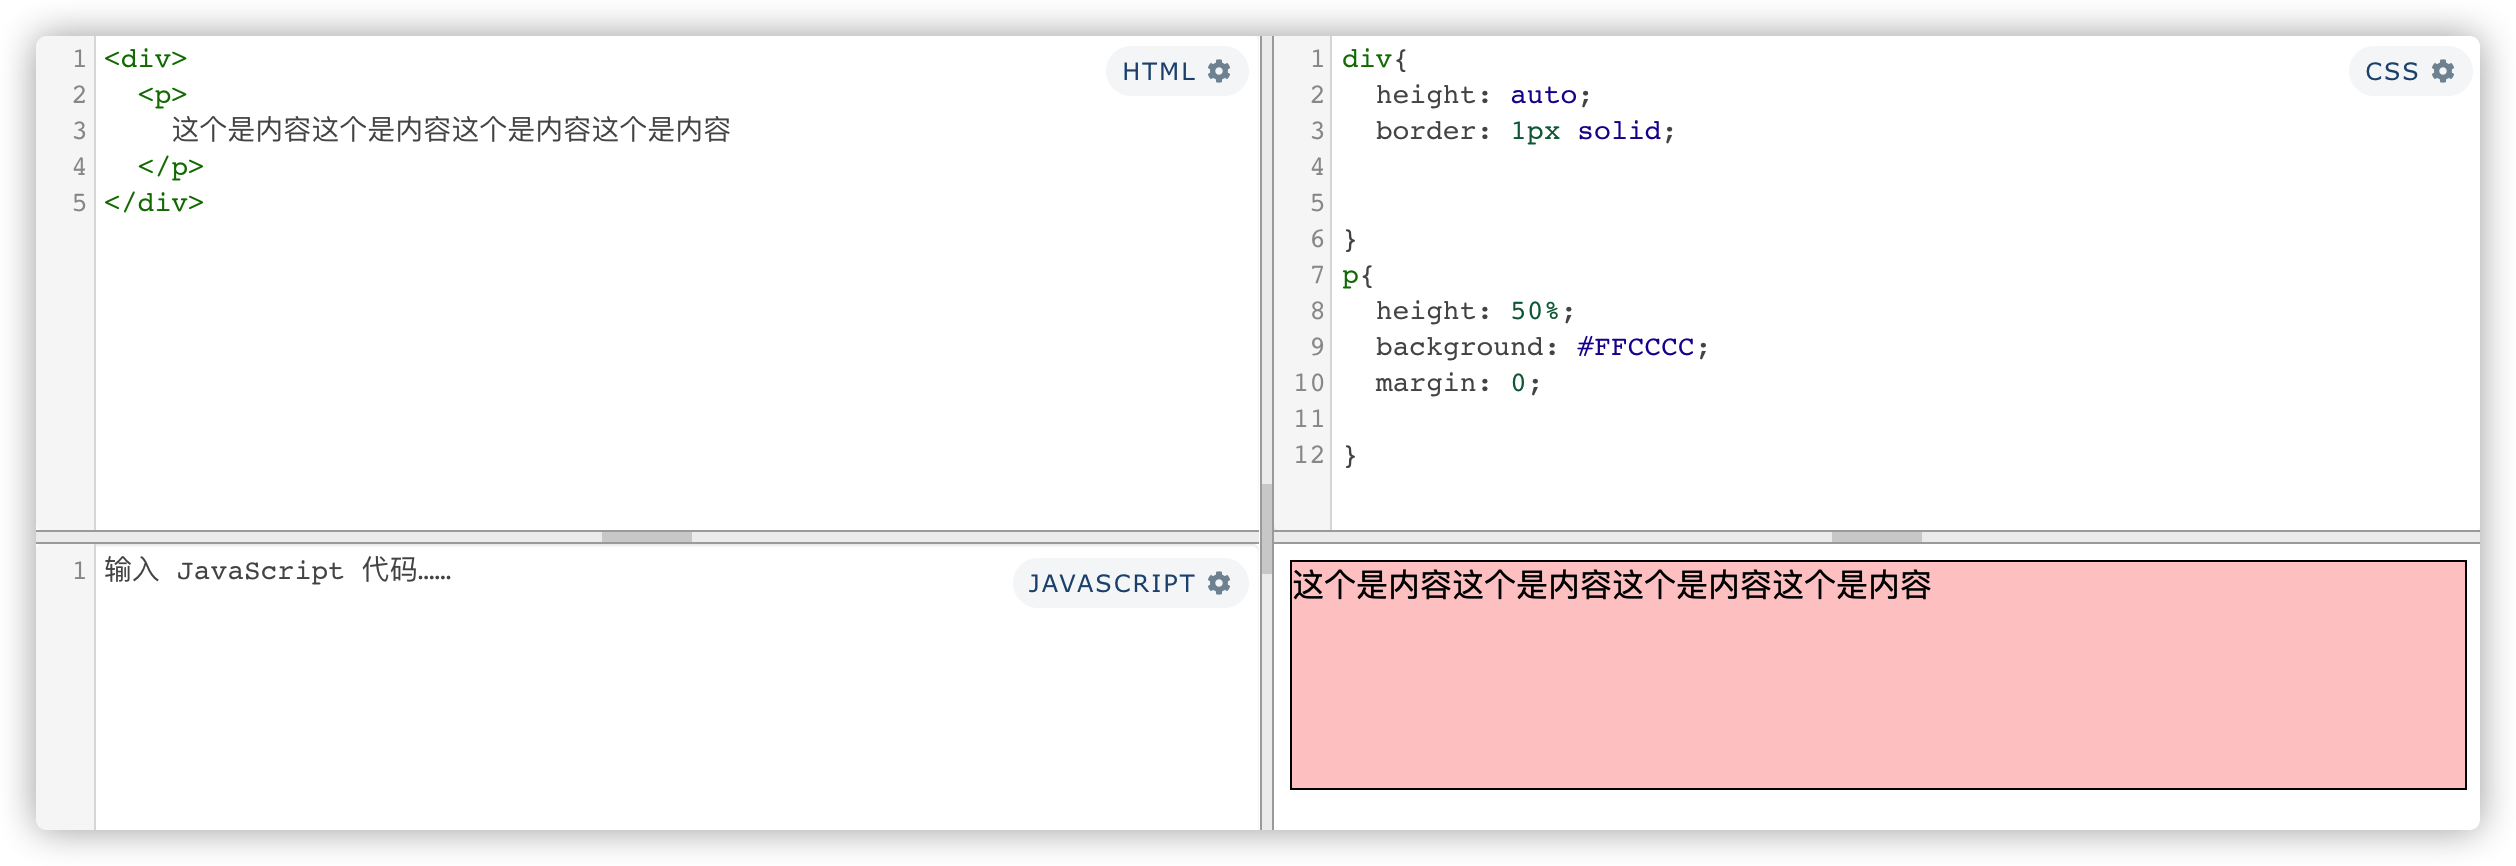 1 <div>
2   <p>
3     这个是内容这个是内容这个是内容这个是内容
4   </p>
5 </div>
HTML
1 div{
2   height: auto;
3   border: 1px solid;
4
5
6 }
7 p{
8   height: 50%;
9   background: #FFCCCC;
10   margin: 0;
11
12 }
CSS
1 输入 JavaScript 代码……
JAVASCRIPT
这个是内容这个是内容这个是内容这个是内容